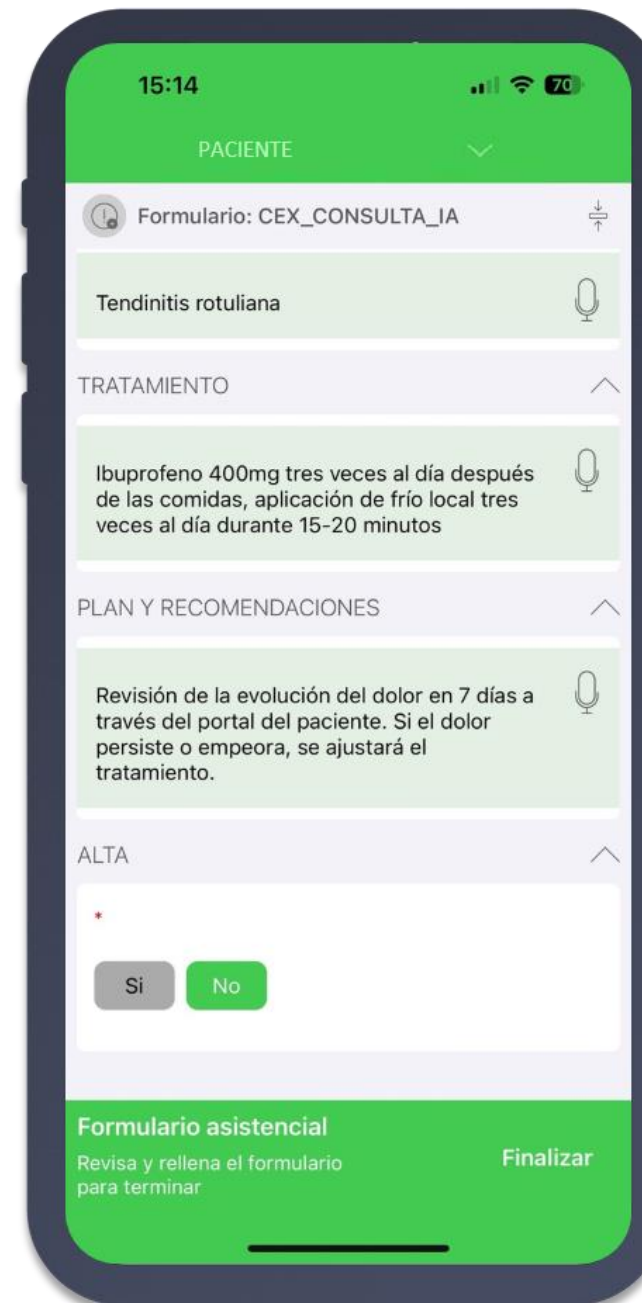 15:14
70
PACIENTE
Formulario: CEX_CONSULTA_IA
Tendinitis rotuliana
TRATAMIENTO
Ibuprofeno 400mg tres veces al día después
de las comidas, aplicación de frío local tres
veces al día durante 15-20 minutos
PLAN Y RECOMENDACIONES
Revisión de la evolución del dolor en 7 días a
través del portal del paciente. Si el dolor
persiste o empeora, se ajustará el
tratamiento.
ALTA
*
Si No
Formulario asistencial
Revisa y rellena el formulario
para terminar
Finalizar